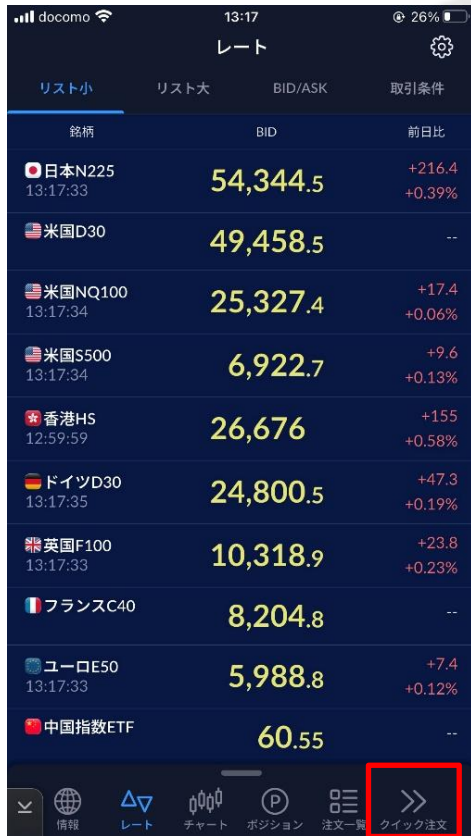 docomo 13:17 26%
レート
リスト小 リスト大 BID/ASK 取引条件
銘柄 BID 前日比
日本N225 54,344.5 +216.4
13:17:33 +0.39%
米国D30 49,458.5 --
米国NQ100 25,327.4 +17.4
13:17:34 +0.06%
米国S500 6,922.7 +9.6
13:17:34 +0.13%
香港HS 26,676 +155
12:59:59 +0.58%
ドイツD30 24,800.5 +47.3
13:17:35 +0.19%
英国F100 10,318.9 +23.8
13:17:33 +0.23%
フランスC40 8,204.8 --
ユーロE50 5,988.8 +7.4
13:17:33 +0.12%
中国指数ETF 60.55 --
情報 レート チャート P ポジション 注文一覧 クイック注文